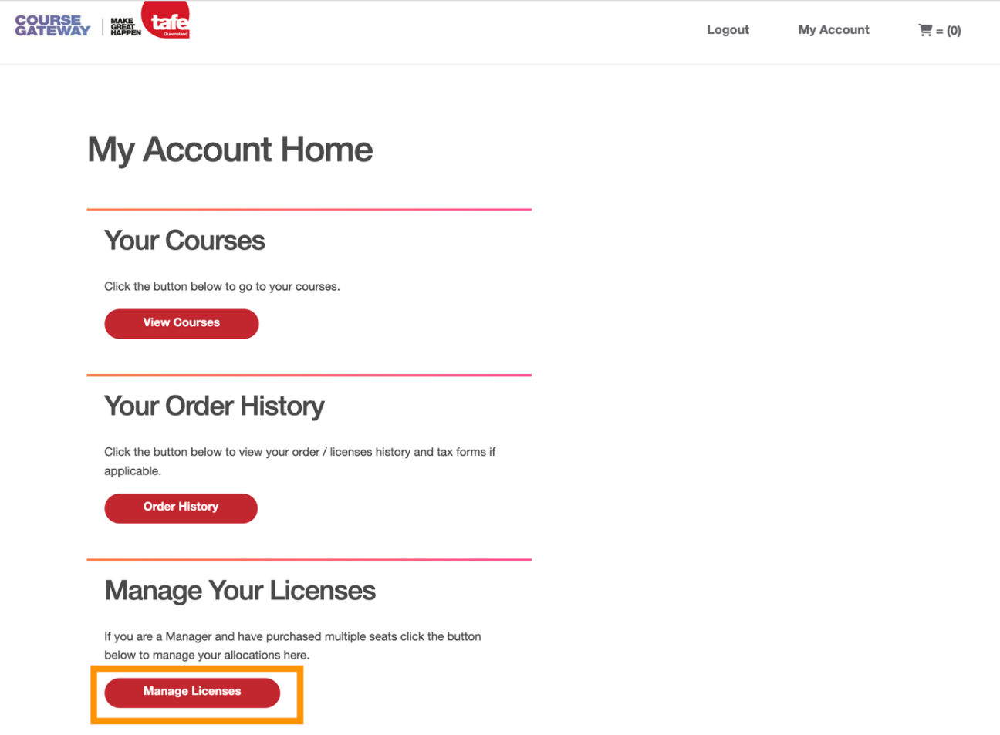 COURSE
GATEWAY
MAKE
GREAT
HAPPEN
tafe
Queensland
Logout
My Account
= (0)
My Account Home
Your Courses
Click the button below to go to your courses.
View Courses
Your Order History
Click the button below to view your order / licenses history and tax forms if
applicable.
Order History
Manage Your Licenses
If you are a Manager and have purchased multiple seats click the button
below to manage your allocations here.
Manage Licenses